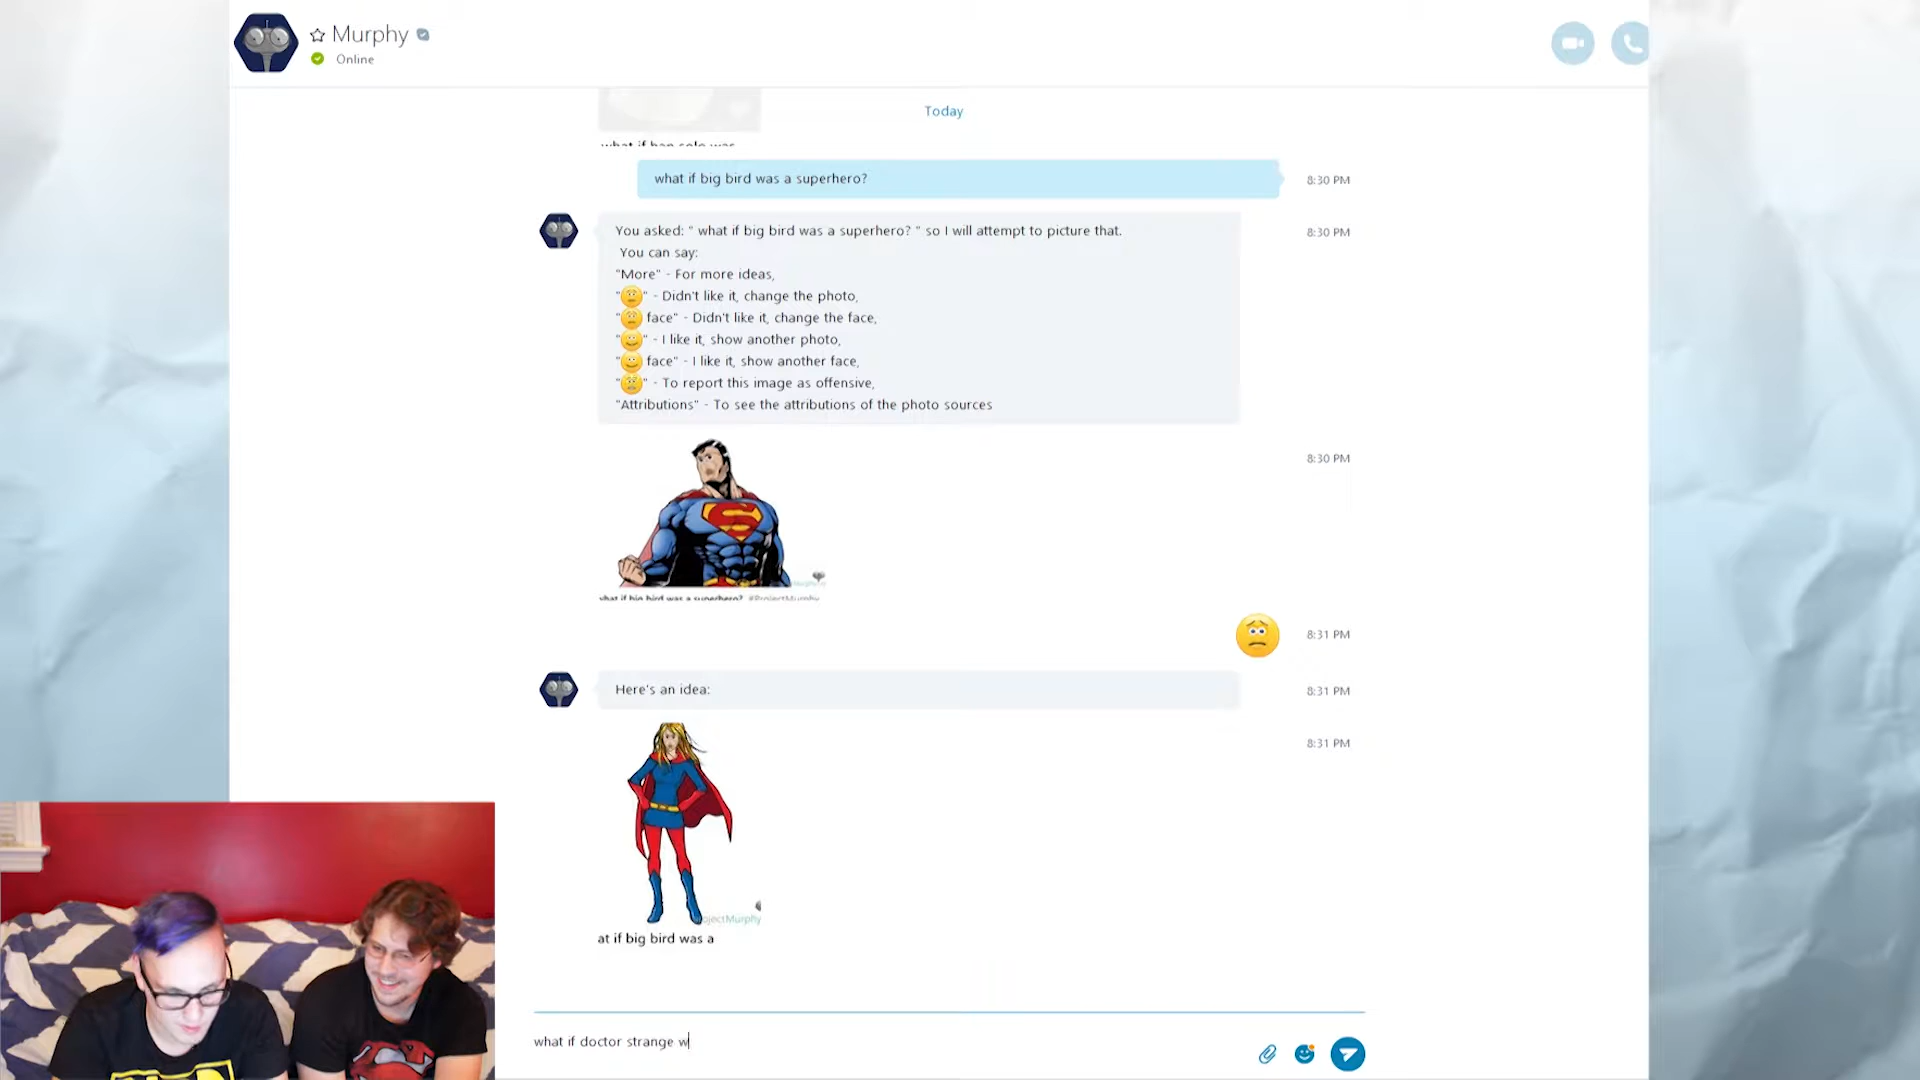 Murphy
Online
Today
what if han solo was
what if big bird was a superhero?
8:30 PM
You asked: " what if big bird was a superhero? " so I will attempt to picture that.
8:30 PM
You can say:
"More" - For more ideas,
"" - Didn't like it, change the photo,
" face" - Didn't like it, change the face,
"" - I like it, show another photo,
" face" - I like it, show another face,
"" - To report this image as offensive,
"Attributions" - To see the attributions of the photo sources
8:30 PM
S
what if big bird was a superhero? #ProjectMurphy
8:31 PM
Here's an idea:
8:31 PM
8:31 PM
ojectMurphy
at if big bird was a
what if doctor strange w